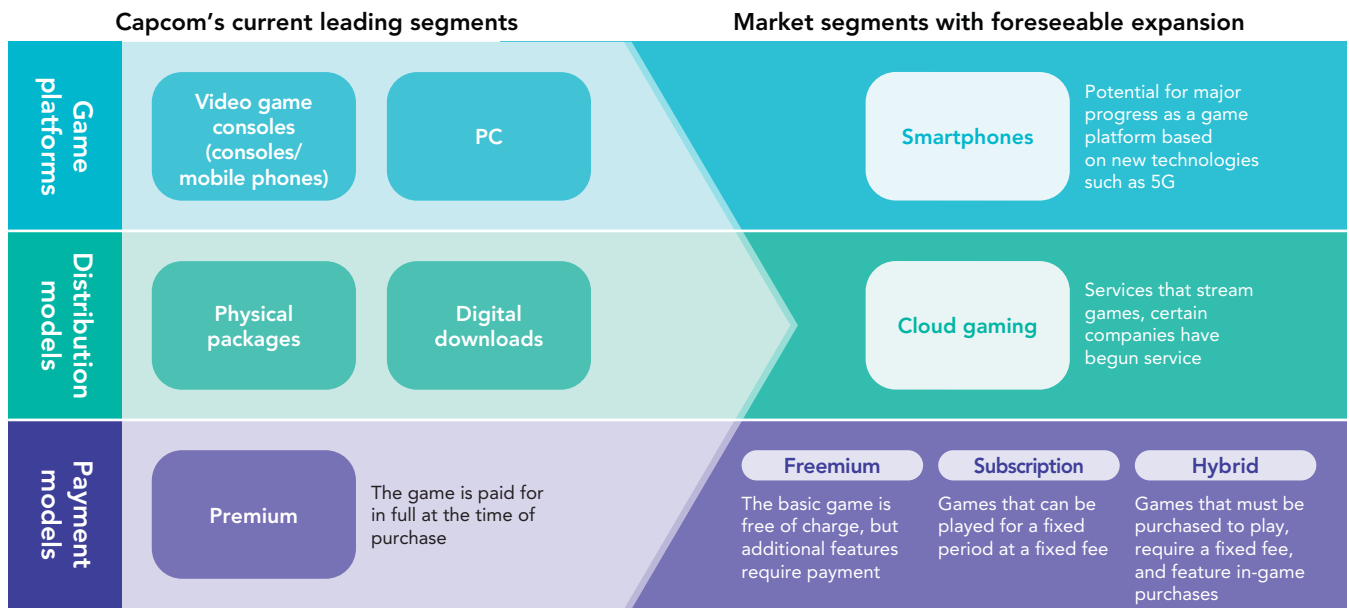 Capcom's current leading segments
Market segments with foreseeable expansion
Game
platforms
Video game
consoles
(consoles/
mobile phones)
PC
Smartphones
Potential for major
progress as a game
platform based
on new technologies
such as 5G
Distribution
models
Physical
packages
Digital
downloads
Cloud gaming
Services that stream
games, certain
companies have
begun service
Payment
models
Premium
The game is paid for
in full at the time of
purchase
Freemium
The basic game is
free of charge, but
additional features
require payment
Subscription
Games that can be
played for a fixed
period at a fixed fee
Hybrid
Games that must be
purchased to play,
require a fixed fee,
and feature in-game
purchases